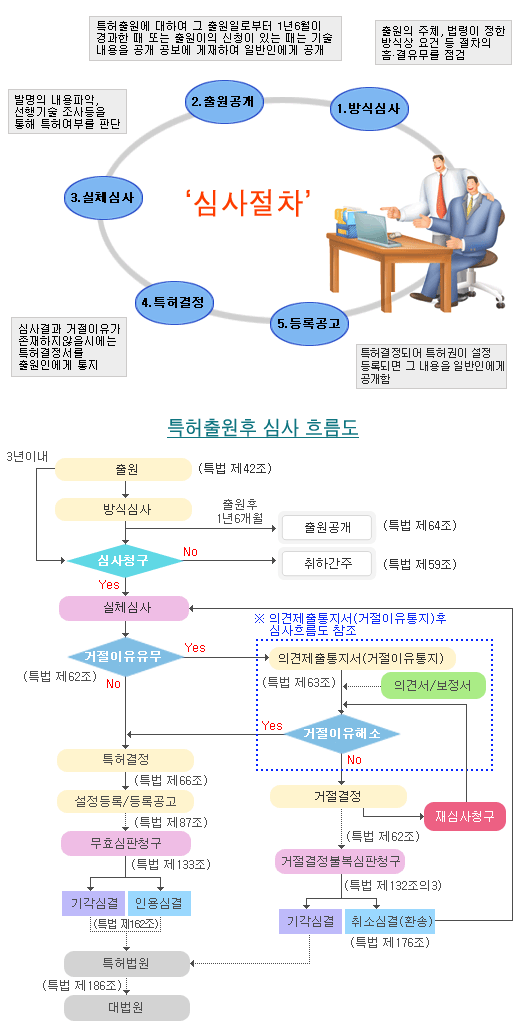 특허출원에 대하여 그 출원일로부터 1년6월이
경과한 때 또는 출원이의 신청이 있는 때는 기술
내용을 공개 공보에 게재하여 일반인에게 공개
출원의 주체, 법령이 정한
방식상 요건 등 절차의
흠·결유무를 점검
2.출원공개
1.방식심사
발명의 내용파악,
선행기술 조사등을
통해 특허여부를 판단
3.실체심사
‘심사절차’
4.특허결정
5.등록공고
심사결과 거절이유가
존재하지않을시에는
특허결정서를
출원인에게 통지
특허결정되어 특허권이 설정
등록되면 그 내용을 일반인에게
공개함
특허출원후 심사 흐름도
3년이내
출원
(특법 제42조)
방식심사
출원후
1년6개월
출원공개
(특법 제64조)
심사청구
No
취하간주
(특법 제59조)
Yes
실체심사
※ 의견제출통지서(거절이유통지)후
심사흐름도 참조
거절이유유무
Yes
의견제출통지서(거절이유통지)
(특법 제62조)
No
(특법 제63조)
의견서/보정서
Yes
거절이유해소
No
특허결정
(특법 제66조)
거절결정
설정등록/등록공고
재심사청구
(특법 제87조)
(특법 제62조)
무효심판청구
거절결정불복심판청구
(특법 제133조)
(특법 제132조의3)
기각심결
인용심결
기각심결
취소심결(환송)
(특법 제162조)
(특법 제176조)
특허법원
(특법 제186조)
대법원